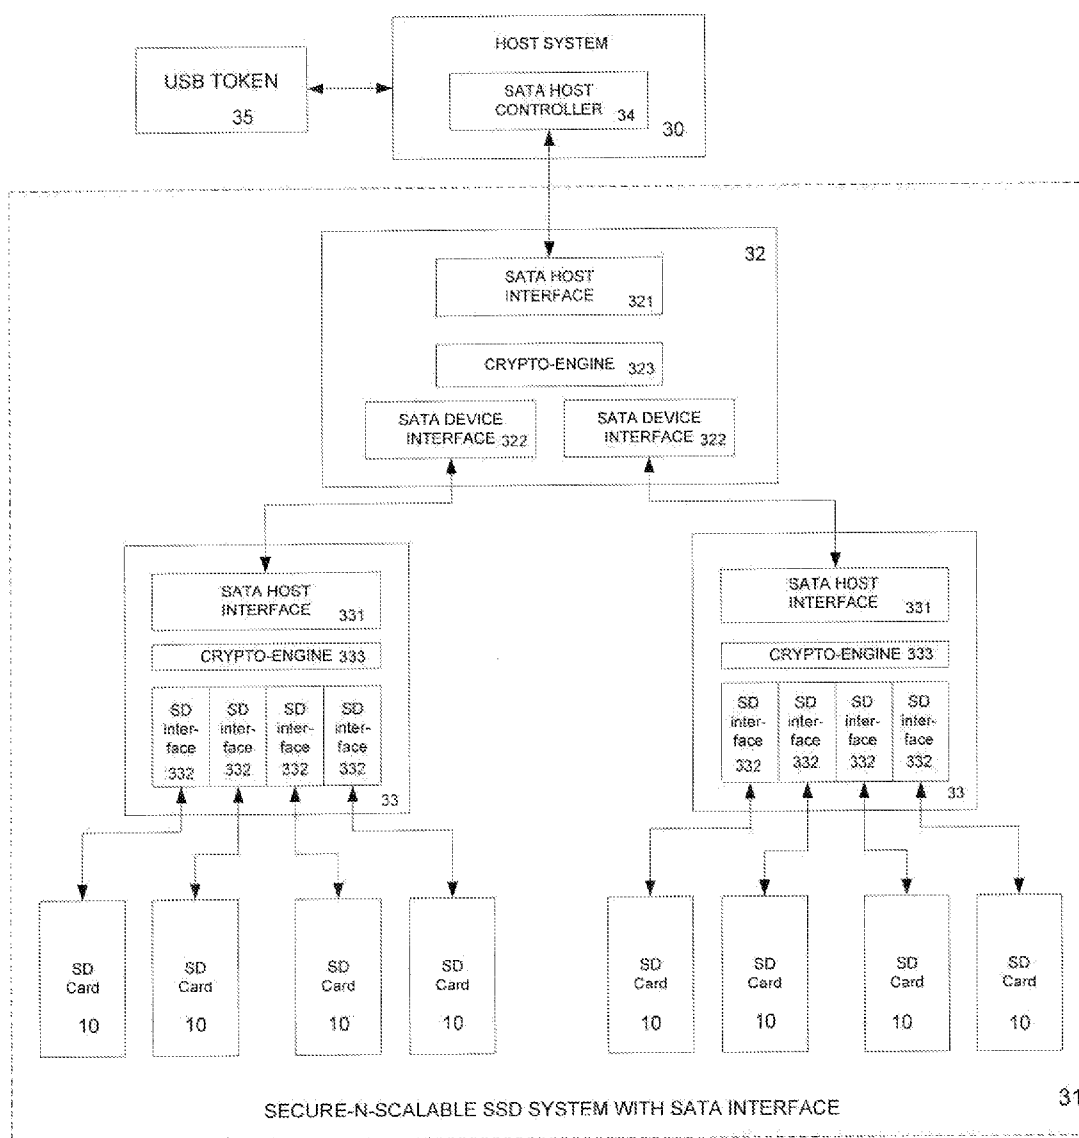 HOST SYSTEM
USB TOKEN
35
SATA HOST
CONTROLLER 34
30
32
SATA HOST
INTERFACE 321
CRYPTO-ENGINE 323
SATA DEVICE
INTERFACE 322
SATA DEVICE
INTERFACE 322
SATA HOST
INTERFACE
331
CRYPTO-ENGINE 333
SD
inter-
face
332
SD
inter-
face
332
SD
inter-
face
332
SD
inter-
face
332
33
SATA HOST
INTERFACE
331
CRYPTO-ENGINE 333
SD
interface
332
SD
inter-
face
332
SD
inter-
face
332
SD
inter-
face
332
33
SD
Card
10
SD
Card
10
SD
Card
10
SD
Card
10
SD
Card
10
SD
Card
10
SD
Card
10
SD
Card
10
SECURE-N-SCALABLE SSD SYSTEM WITH SATA INTERFACE
31